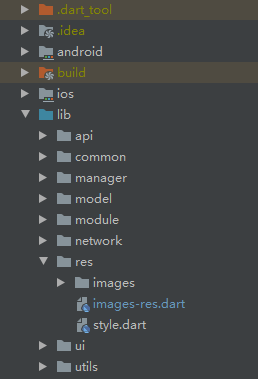 .dart_tool
.idea
android
build
ios
lib
api
common
manager
model
module
network
res
images
images-res.dart
style.dart
ui
utils